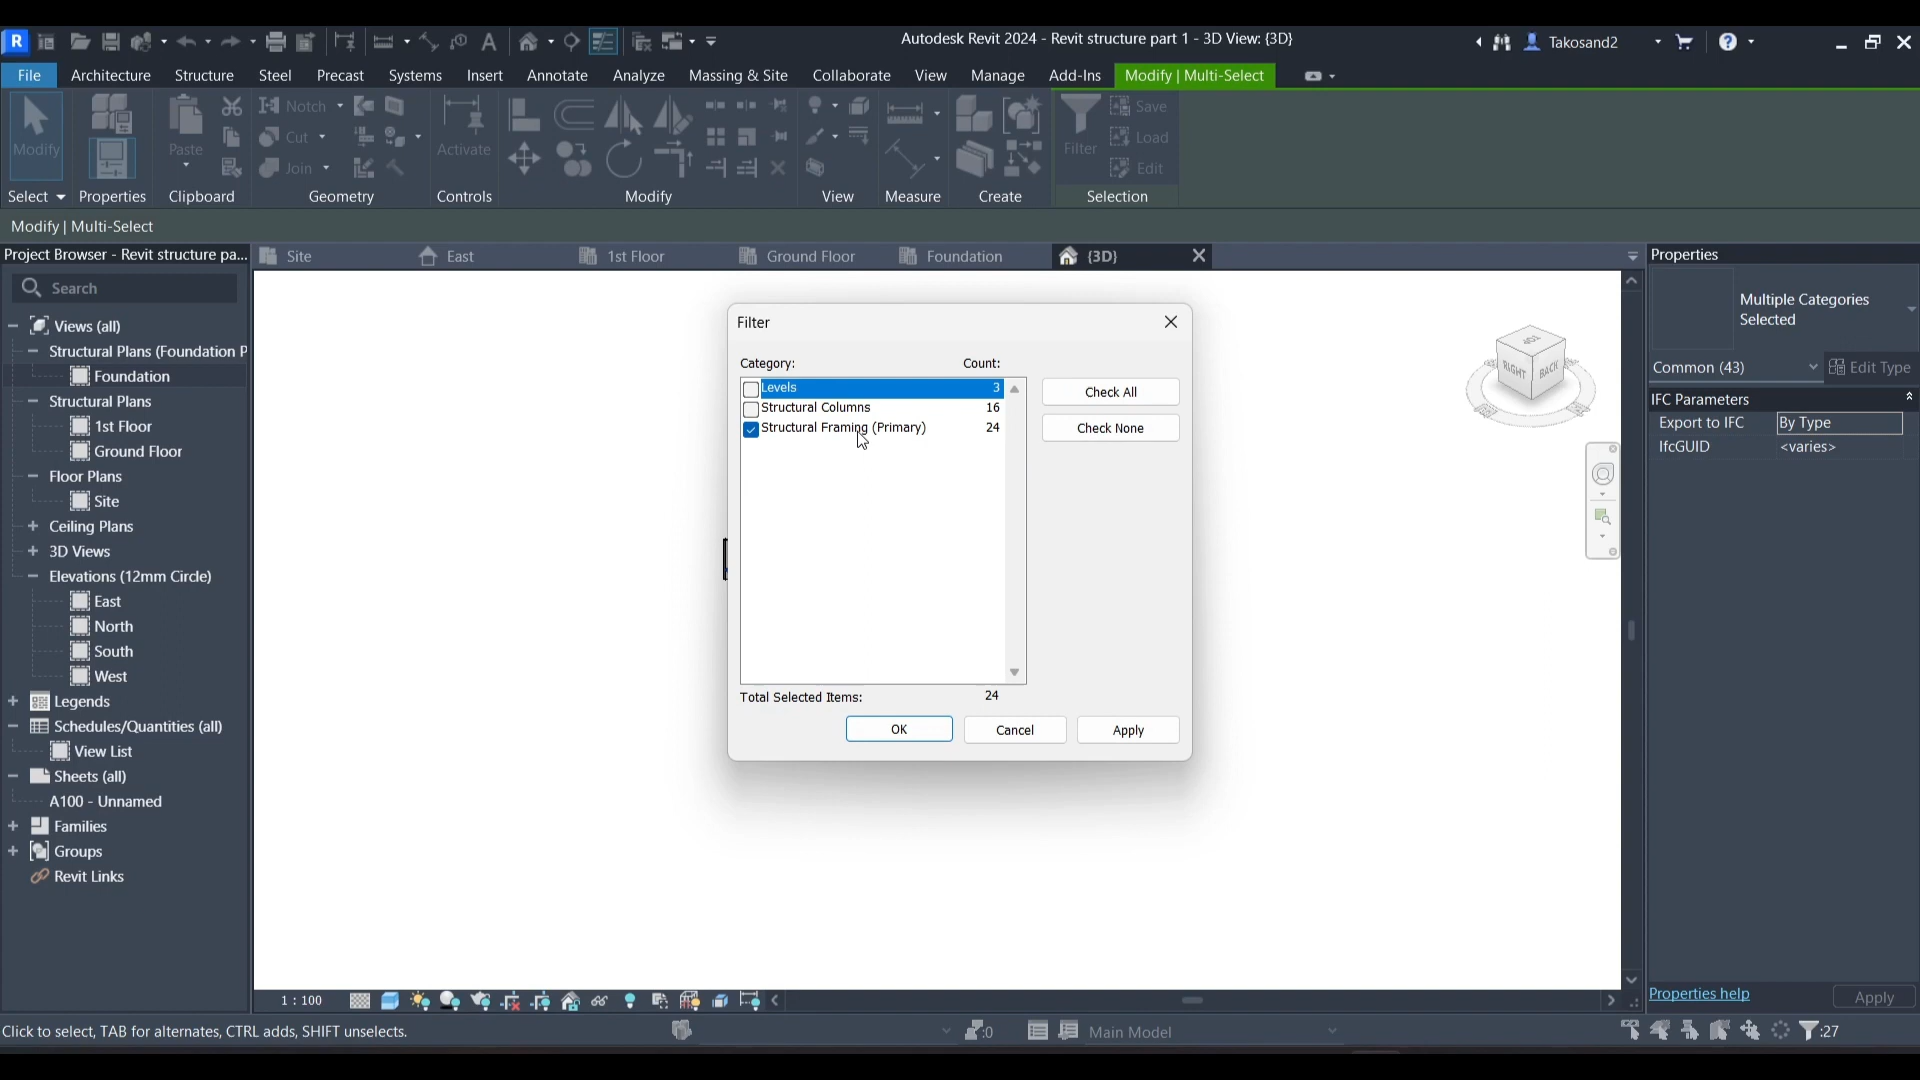 R
Autodesk Revit 2024 - Revit structure part 1 - 3D View: {3D}
Takosand2
File Architecture Structure Steel Precast Systems Insert Annotate Analyze Massing & Site Collaborate View Manage Add-Ins Modify | Multi-Select
Modify
Paste
Notch
Cut
Join
Activate
Filter
Save
Load
Edit
Select Properties Clipboard Geometry Controls Modify View Measure Create Selection
Modify | Multi-Select
Project Browser - Revit structure pa...
Search
Views (all)
Structural Plans (Foundation P
Foundation
Structural Plans
1st Floor
Ground Floor
Floor Plans
Site
Ceiling Plans
3D Views
Elevations (12mm Circle)
East
North
South
West
Legends
Schedules/Quantities (all)
View List
Sheets (all)
A100 - Unnamed
Families
Groups
Revit Links
Site East 1st Floor Ground Floor Foundation {3D}
Filter
Category: Count:
Levels 3
Structural Columns 16
Structural Framing (Primary) 24
Check All
Check None
Total Selected Items: 24
OK Cancel Apply
RIGHT BACK
Properties
Multiple Categories
Selected
Common (43) Edit Type
IFC Parameters
Export to IFC By Type
IfcGUID <varies>
Properties help Apply
1 : 100
Click to select, TAB for alternates, CTRL adds, SHIFT unselects.
:0
Main Model
:27